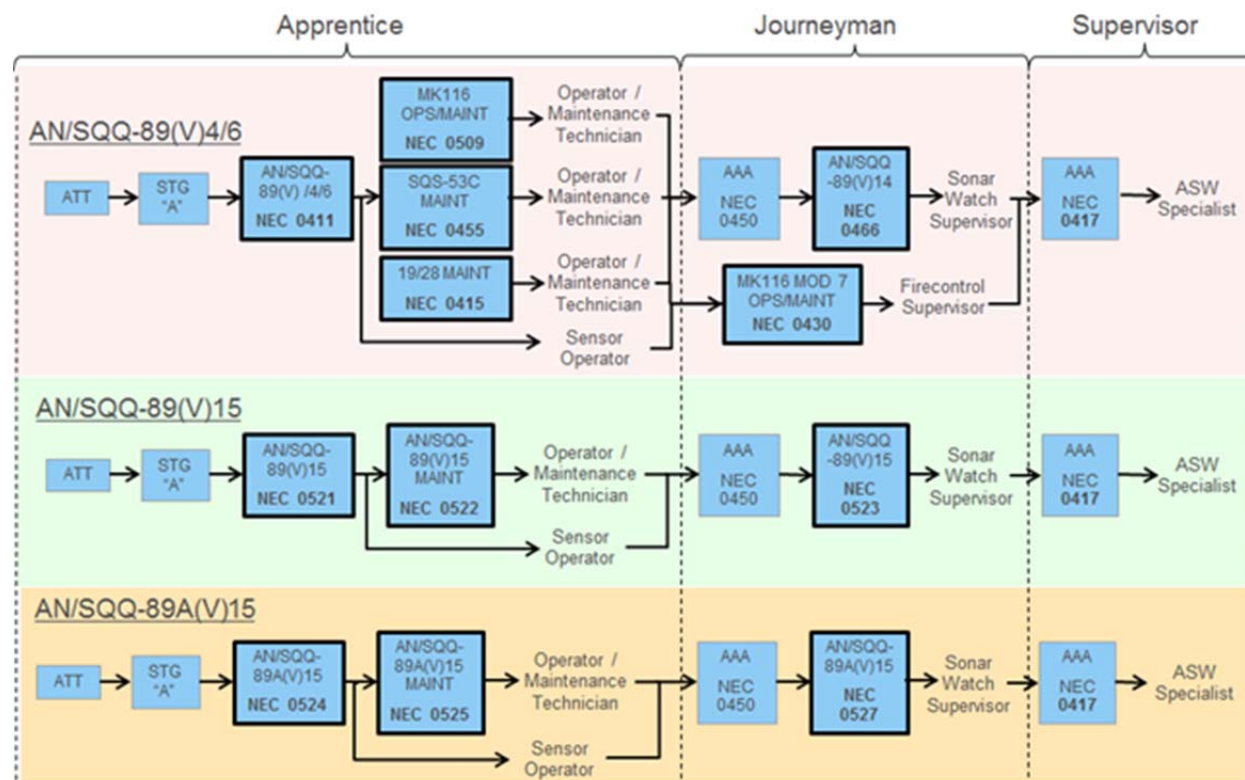 Apprentice
Journeyman
Supervisor
AN/SQQ-89(V)4/6
ATT
STG
"A"
AN/SQQ-
89(V) /4/6
NEC 0411
MK116
OPS/MAINT
NEC 0509
Operator /
Maintenance
Technician
SQS-53C
MAINT
NEC 0455
Operator /
Maintenance
Technician
19/28 MAINT
NEC 0415
Operator /
Maintenance
Technician
Sensor
Operator
AAA
NEC
0450
AN/SQQ
-89(V)14
NEC
0466
Sonar
Watch
Supervisor
MK116 MOD 7
OPS/MAINT
NEC 0430
Firecontrol
Supervisor
AAA
NEC
0417
ASW
Specialist
AN/SQQ-89(V)15
ATT
STG
"A"
AN/SQQ-
89(V)15
NEC 0521
AN/SQQ-
89(V)15
MAINT
NEC 0522
Operator /
Maintenance
Technician
Sensor
Operator
AAA
NEC
0450
AN/SQQ
-89(V)15
NEC
0523
Sonar
Watch
Supervisor
AAA
NEC
0417
ASW
Specialist
AN/SQQ-89A(V)15
ATT
STG
"A"
AN/SQQ-
89A(V)15
NEC 0524
AN/SQQ-
89A(V)15
MAINT
NEC 0525
Operator /
Maintenance
Technician
Sensor
Operator
AAA
NEC
0450
AN/SQQ-
89A(V)15
NEC
0527
Sonar
Watch
Supervisor
AAA
NEC
0417
ASW
Specialist